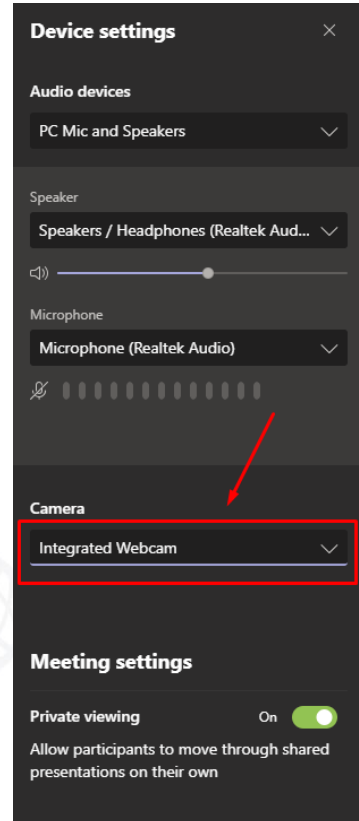 Device settings
Audio devices
PC Mic and Speakers
Speaker
Speakers / Headphones (Realtek Aud...
Microphone
Microphone (Realtek Audio)
Camera
Integrated Webcam
Meeting settings
Private viewing On
Allow participants to move through shared
presentations on their own